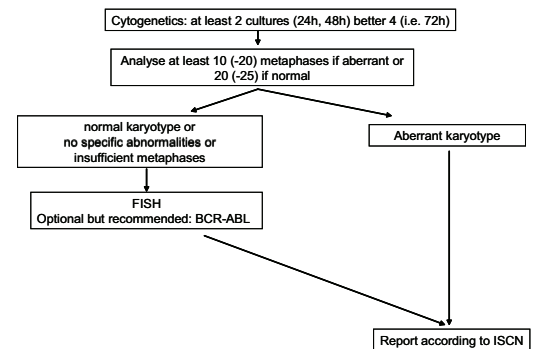 Cytogenetics: at least 2 cultures (24h, 48h) better 4 (i.e. 72h)
Analyse at least 10 (-20) metaphases if aberrant or
20 (-25) if normal
normal karyotype or
no specific abnormalities or
insufficient metaphases
Aberrant karyotype
FISH
Optional but recommended: BCR-ABL
Report according to ISCN